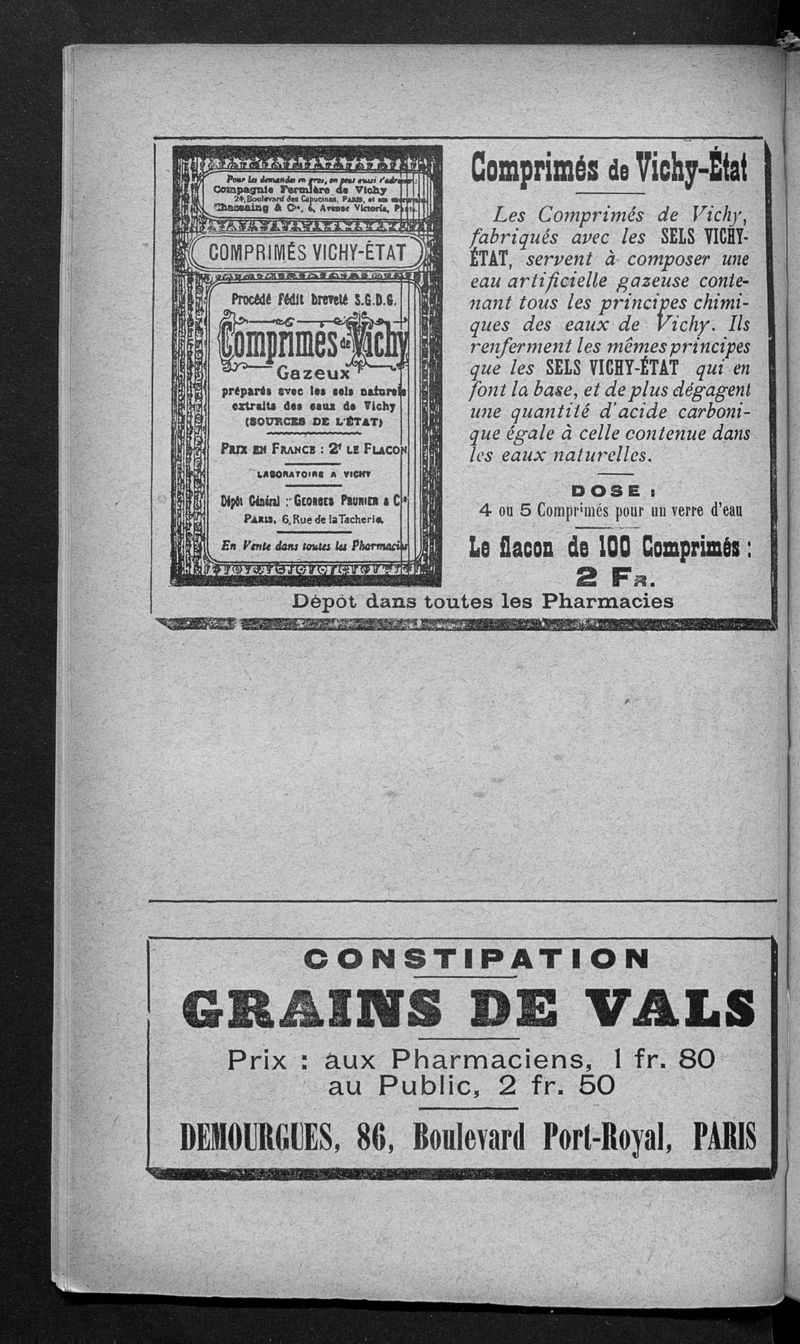 Pour les demandes en gros, on peut aussi s'adresser:
Compagnie Fermière de Vichy
24, Boulevard des Capucines, PARIS, et ses
Chassaing & Cie, 6, Avenue Victoria,
COMPRIMÉS VICHY-ÉTAT
Procédé Fédit breveté S.G.D.G.
Comprimés de Vichy
Gazeux
préparés avec les sels naturels
extraits des eaux de Vichy
(SOURCES DE L'ÉTAT)
PRIX EN FRANCE : 2f LE FLACON
LABORATOIRE A VICHY
Dépôt Général : GEORGES PRUNIER & Cie
PARIS, 6, Rue de la Tacherie
En Vente dans toutes les Pharmacies
Comprimés de Vichy-État
Les Comprimés de Vichy,
fabriqués avec les SELS VICHY-
ÉTAT, servent à composer une
eau artificielle gazeuse conte-
nant tous les principes chimi-
ques des eaux de Vichy. Ils
renferment les mêmes principes
que les SELS VICHY-ÉTAT qui en
font la base, et de plus dégagent
une quantité d'acide carboni-
que égale à celle contenue dans
les eaux naturelles.
DOSE :
4 ou 5 Comprimés pour un verre d'eau
Le flacon de 100 Comprimés :
2 FR.
Dépôt dans toutes les Pharmacies
CONSTIPATION
GRAINS DE VALS
Prix : aux Pharmaciens, 1 fr. 80
au Public, 2 fr. 50
DEMOURGUES, 86, Boulevard Port-Royal, PARIS